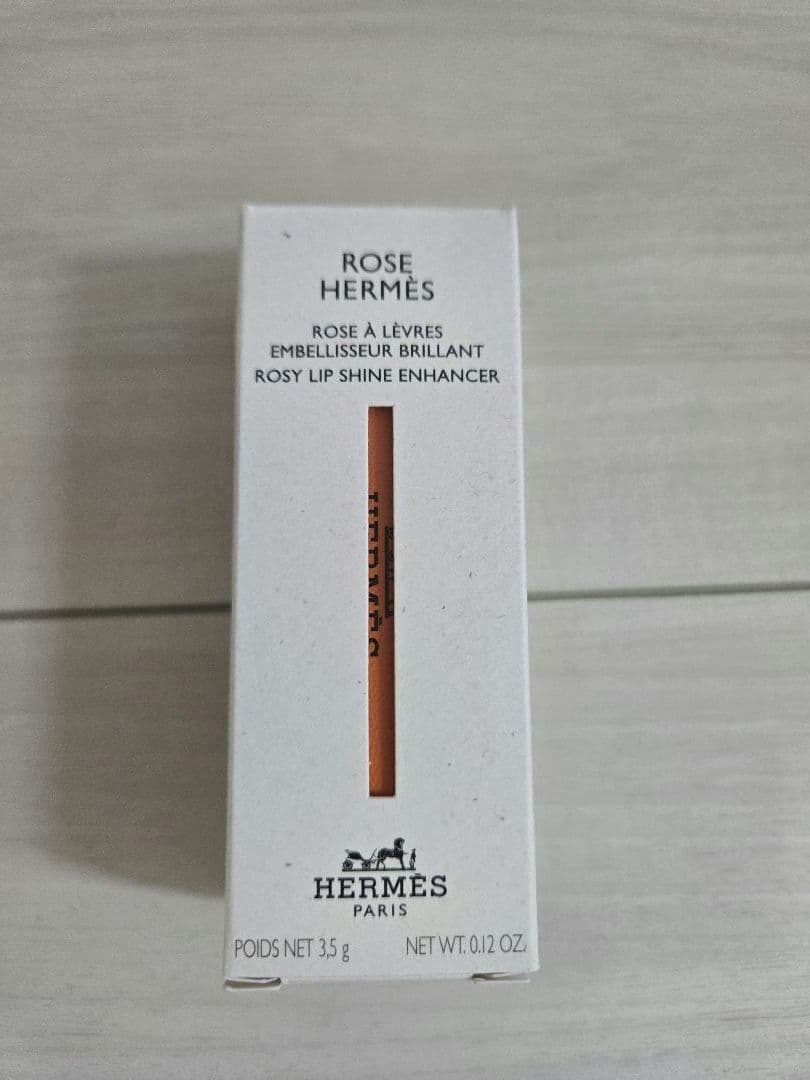 ROSE
HERMÈS
ROSE À LÈVRES
EMBELLISSEUR BRILLANT
ROSY LIP SHINE ENHANCER
HERMÈS
HERMÈS
PARIS
POIDS NET 3,5 g NET WT. 0.12 OZ.